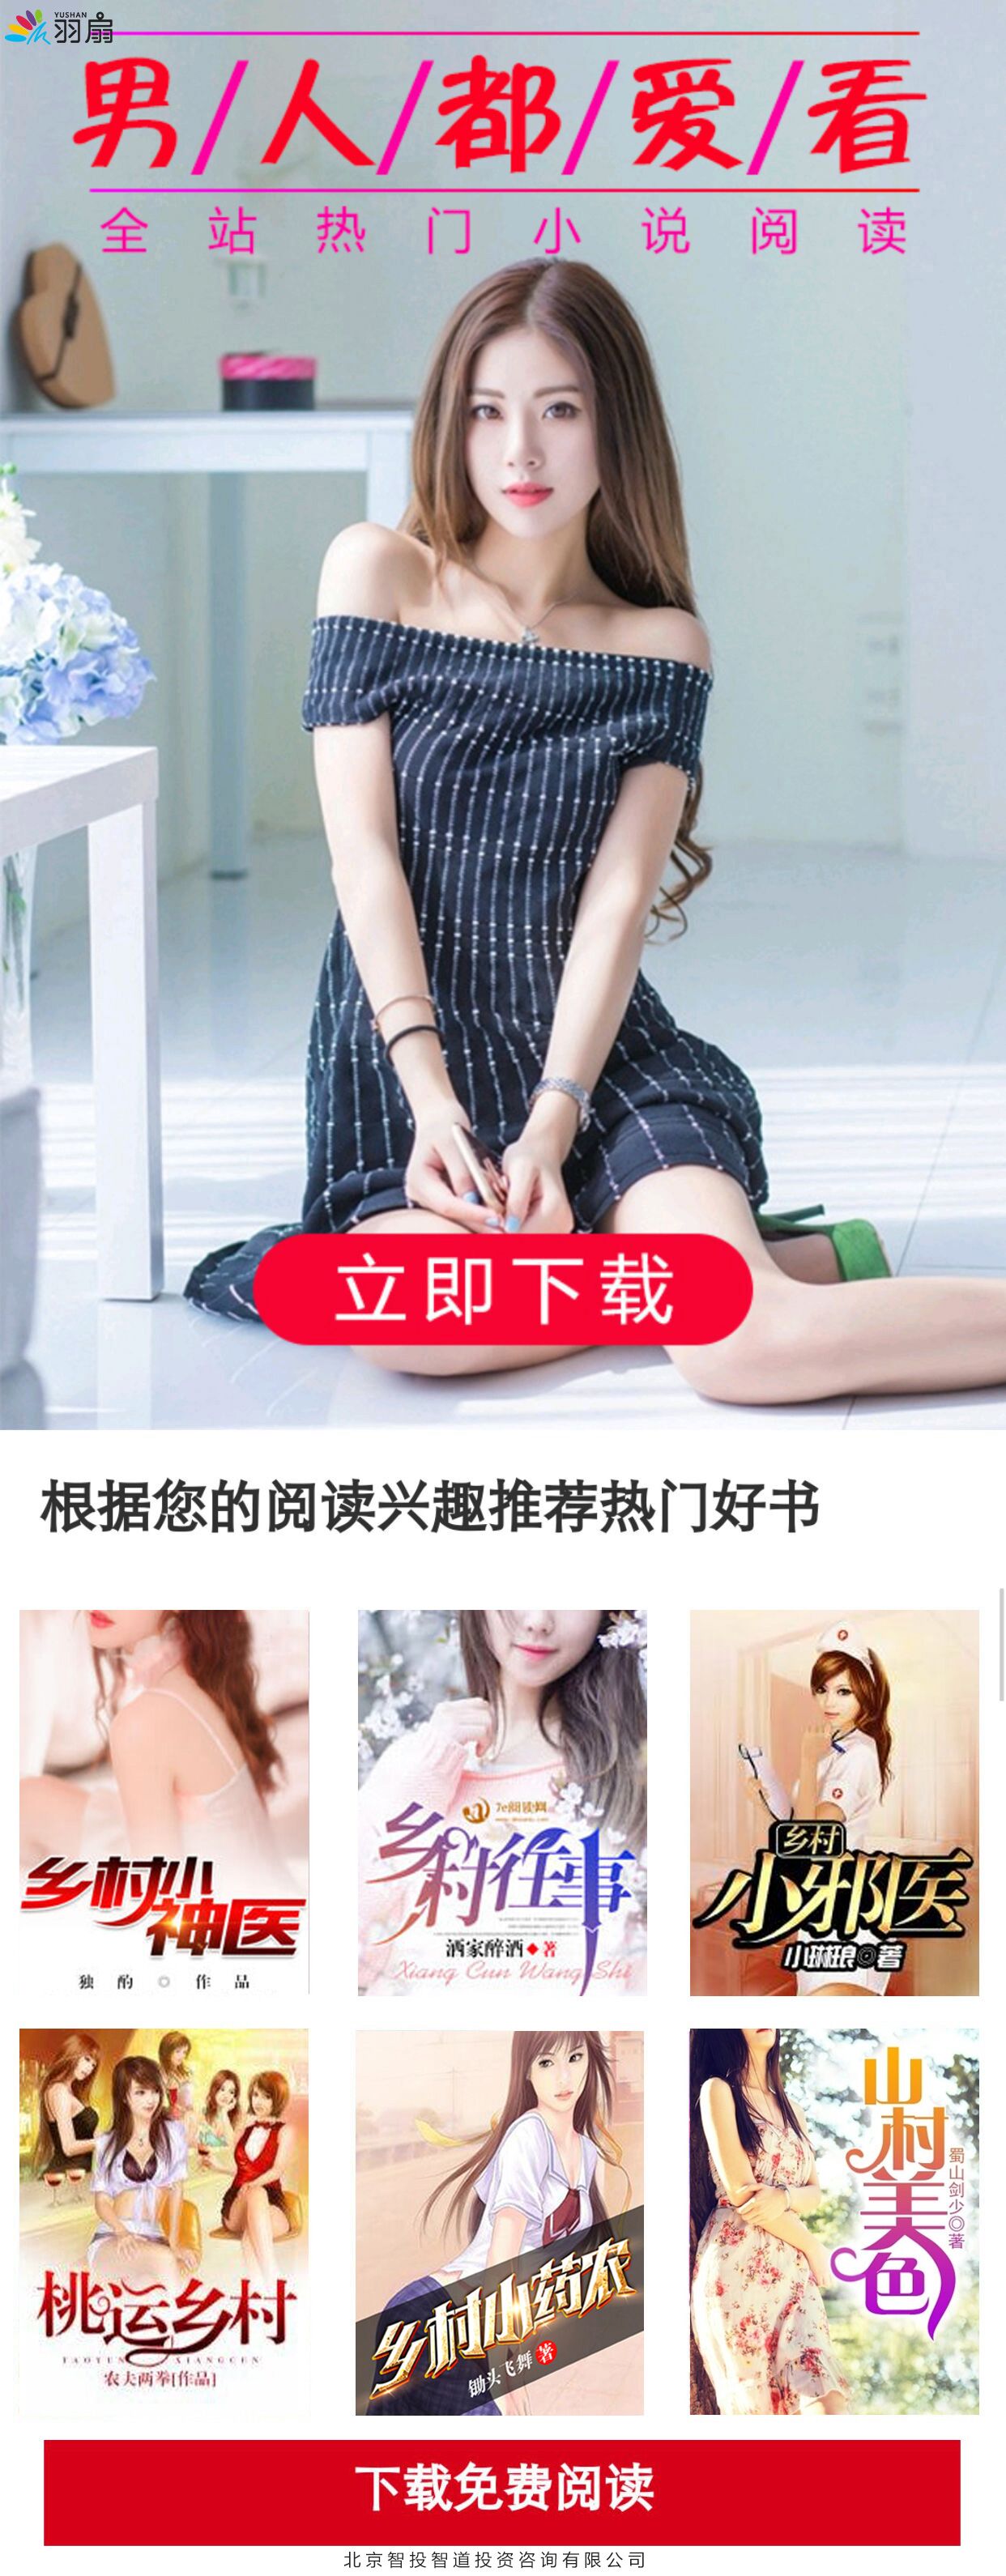 YUSHAN
羽扇
男/人/都/爱/看
全站热门小说阅读
立即下载
根据您的阅读兴趣推荐热门好书
乡村小神医
独酌◎作品
7e阅读网
乡村往事
洒家醉酒◆著
Xiang Cun Wang Shi
乡村
小邪医
著
桃运乡村
TAOYUN XIANGCUN
农夫两拳[作品]
乡村小药农
锄头飞舞 著
山村美色
蜀山剑少◎著
下载免费阅读
北京智投智道投资咨询有限公司